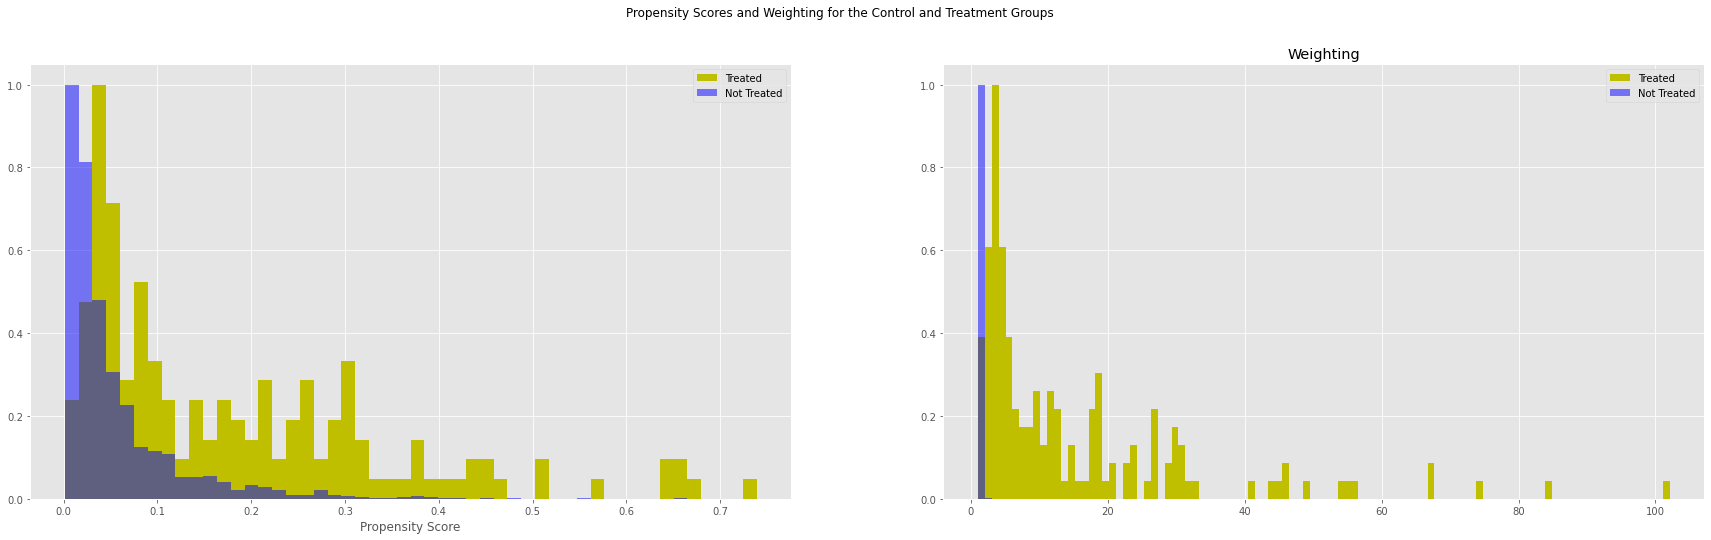 Propensity Scores and Weighting for the Control and Treatment Groups
Treated
Not Treated
1.0
0.8
0.6
0.4
0.2
0.0
0.0 0.1 0.2 0.3 0.4 0.5 0.6 0.7
Propensity Score
Weighting
Treated
Not Treated
1.0
0.8
0.6
0.4
0.2
0.0
0 20 40 60 80 100